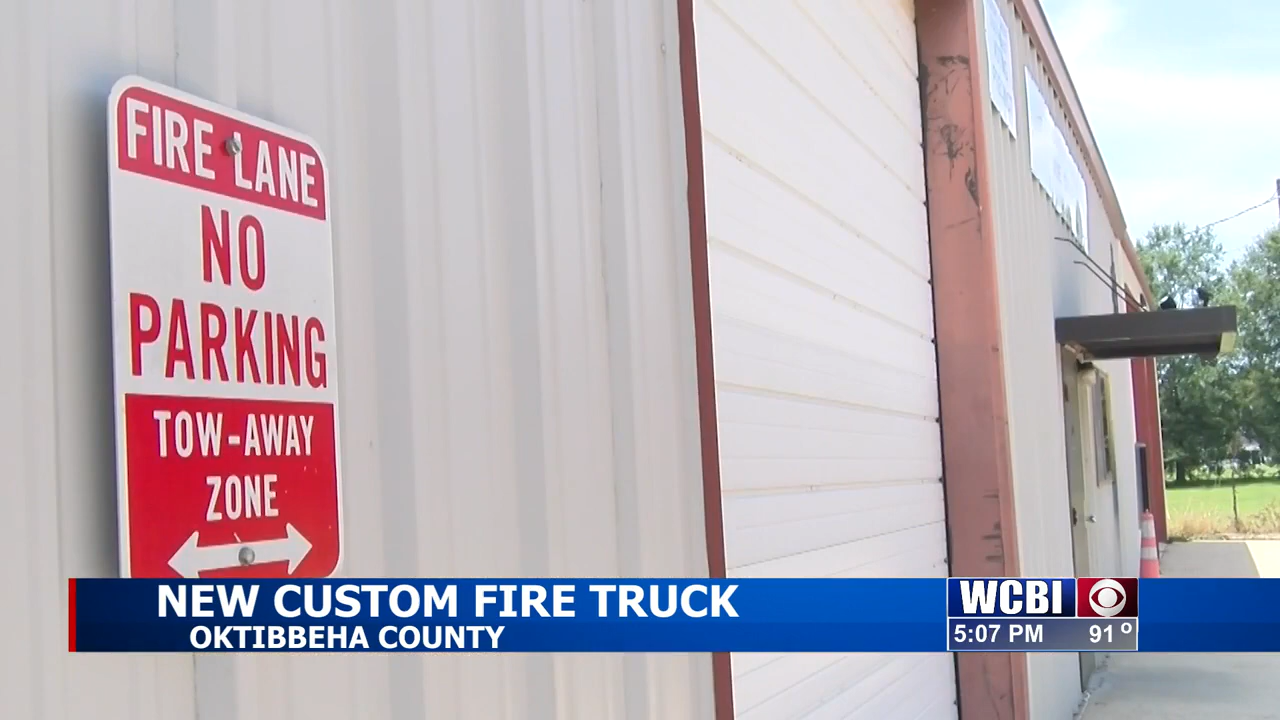 FIRE LANE
NO
PARKING
TOW-AWAY
ZONE
NEW CUSTOM FIRE TRUCK
OKTIBBEHA COUNTY
WCBI
5:07 PM 91°